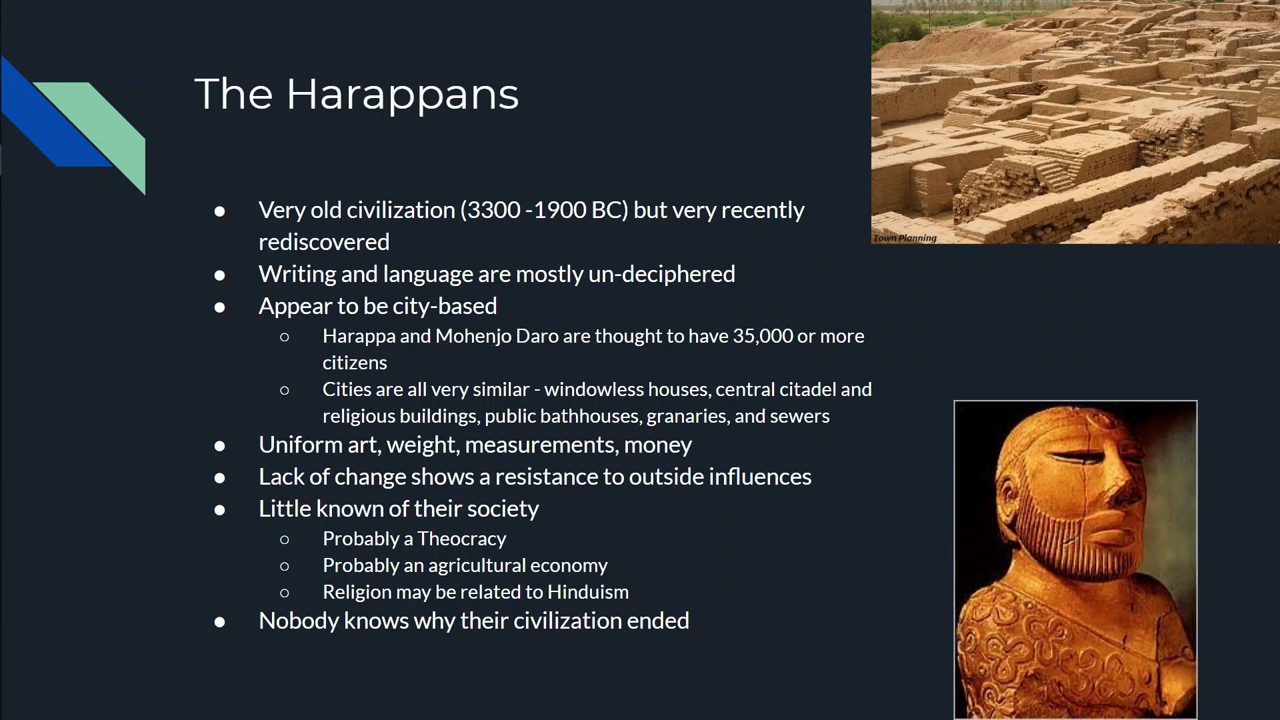 The Harappans
● Very old civilization (3300 -1900 BC) but very recently
rediscovered
● Writing and language are mostly un-deciphered
● Appear to be city-based
○ Harappa and Mohenjo Daro are thought to have 35,000 or more
citizens
○ Cities are all very similar - windowless houses, central citadel and
religious buildings, public bathhouses, granaries, and sewers
● Uniform art, weight, measurements, money
● Lack of change shows a resistance to outside influences
● Little known of their society
○ Probably a Theocracy
○ Probably an agricultural economy
○ Religion may be related to Hinduism
● Nobody knows why their civilization ended
Town Planning